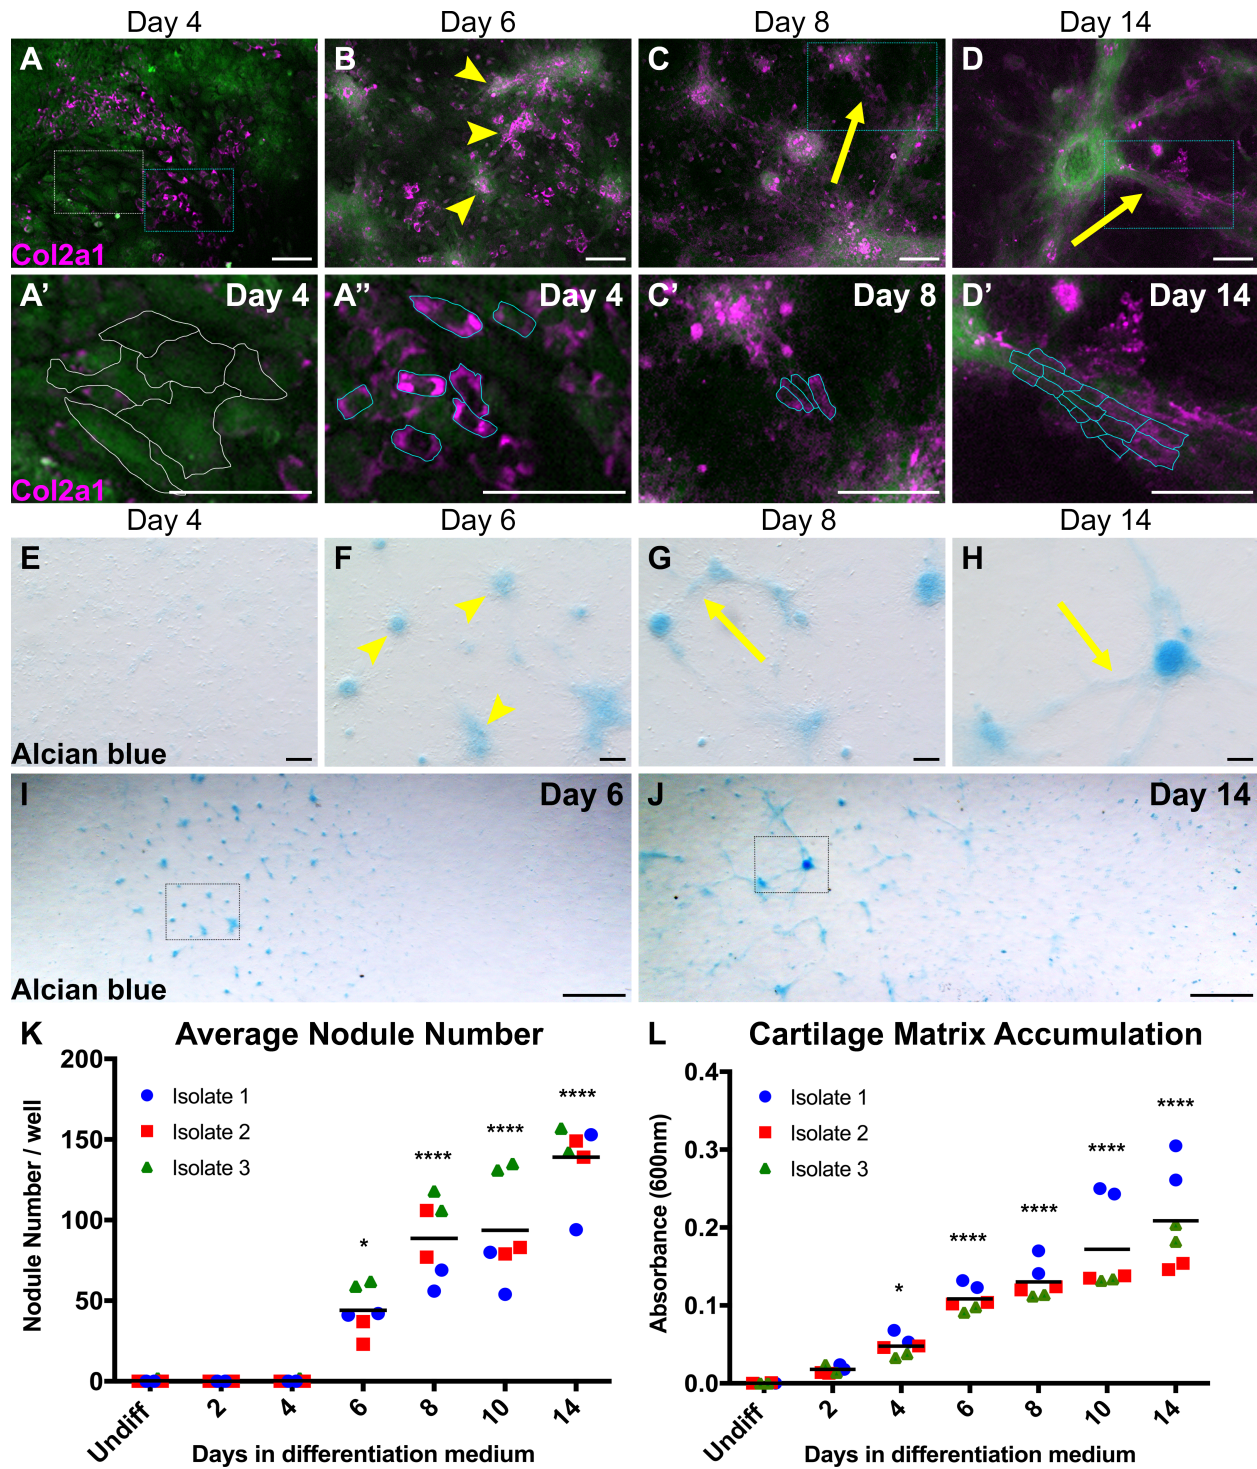 Day 4
Day 6
Day 8
Day 14
A
B
C
D
Col2a1
A' Day 4
A'' Day 4
C' Day 8
D' Day 14
Col2a1
Day 4
Day 6
Day 8
Day 14
E
F
G
H
Alcian blue
I Day 6
J Day 14
Alcian blue
K Average Nodule Number
200
150
100
50
0
Nodule Number / well
Isolate 1
Isolate 2
Isolate 3
*
****
****
****
Undiff 2 4 6 8 10 14
Days in differentiation medium
L Cartilage Matrix Accumulation
0.4
0.3
0.2
0.1
0.0
Absorbance (600nm)
Isolate 1
Isolate 2
Isolate 3
*
****
****
****
****
Undiff 2 4 6 8 10 14
Days in differentiation medium